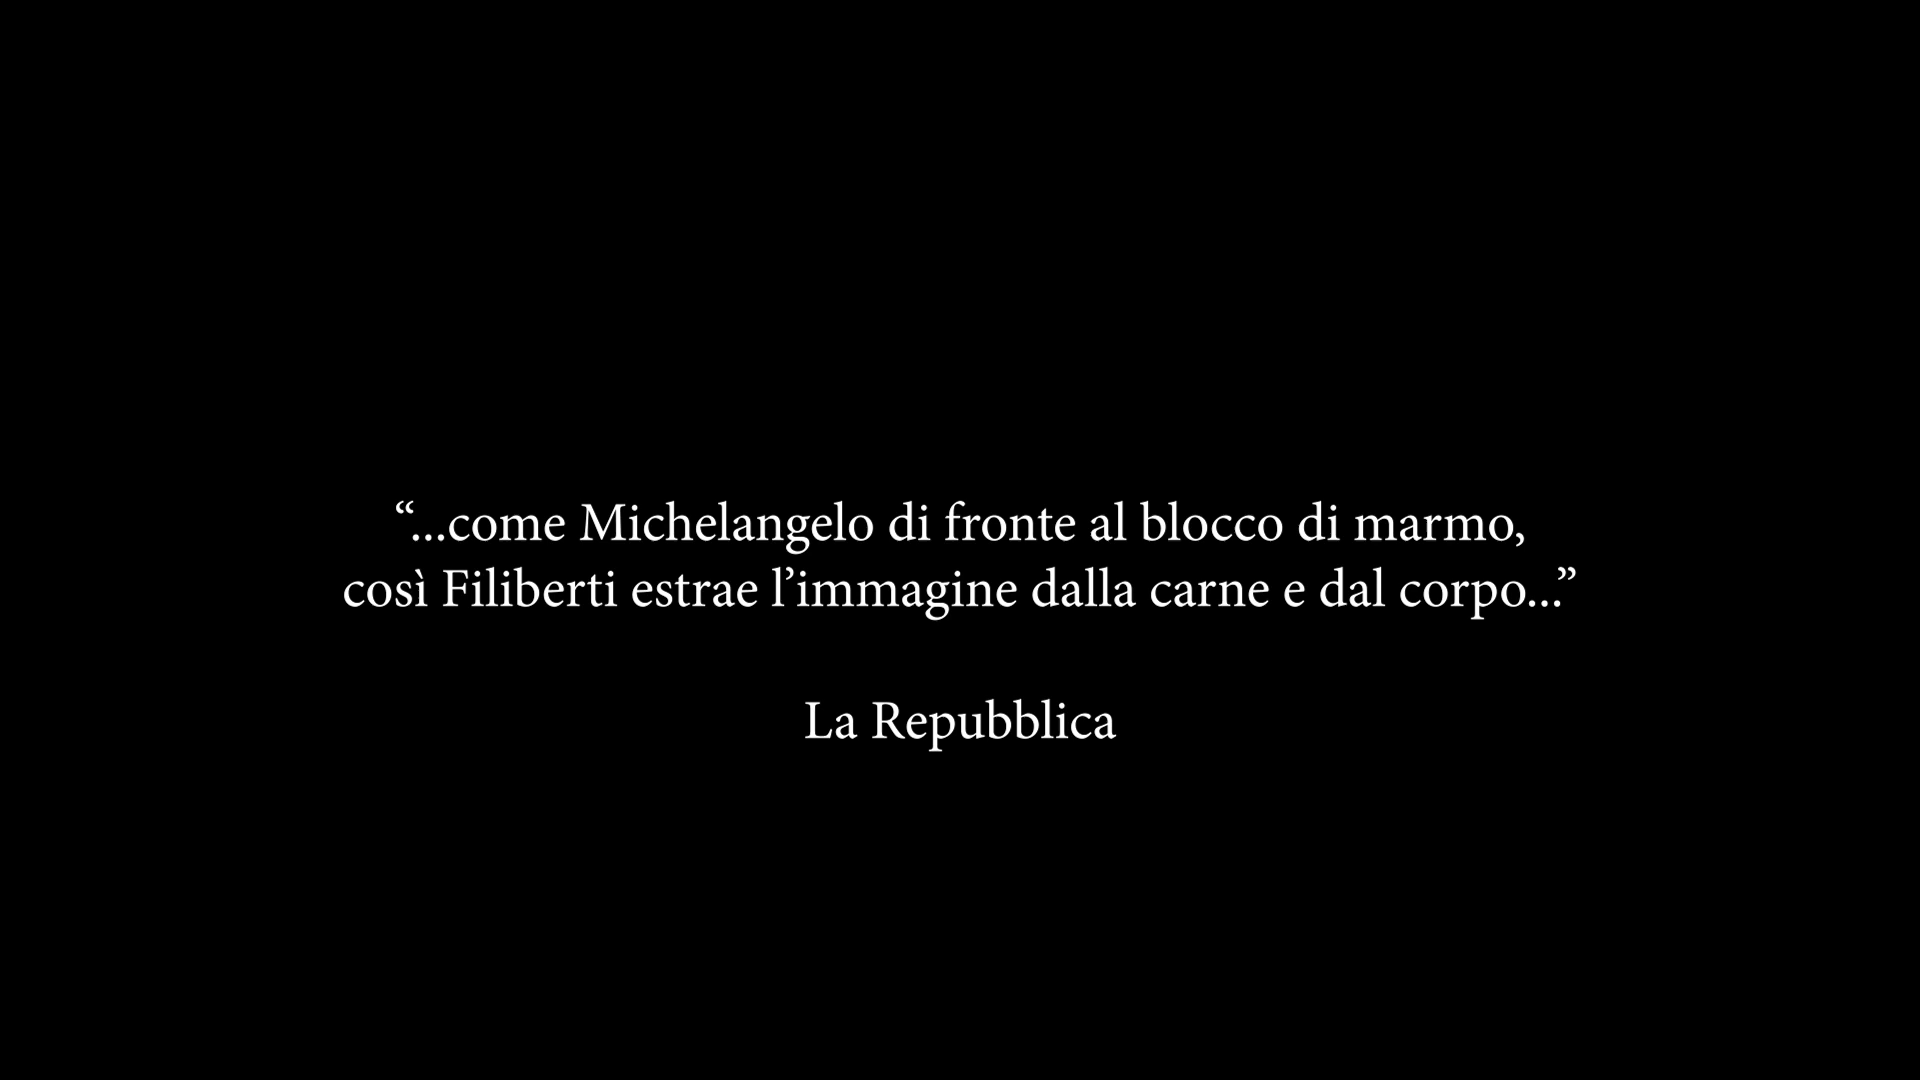 “...come Michelangelo di fronte al blocco di marmo,
così Filiberti estrae l’immagine dalla carne e dal corpo...”
La Repubblica